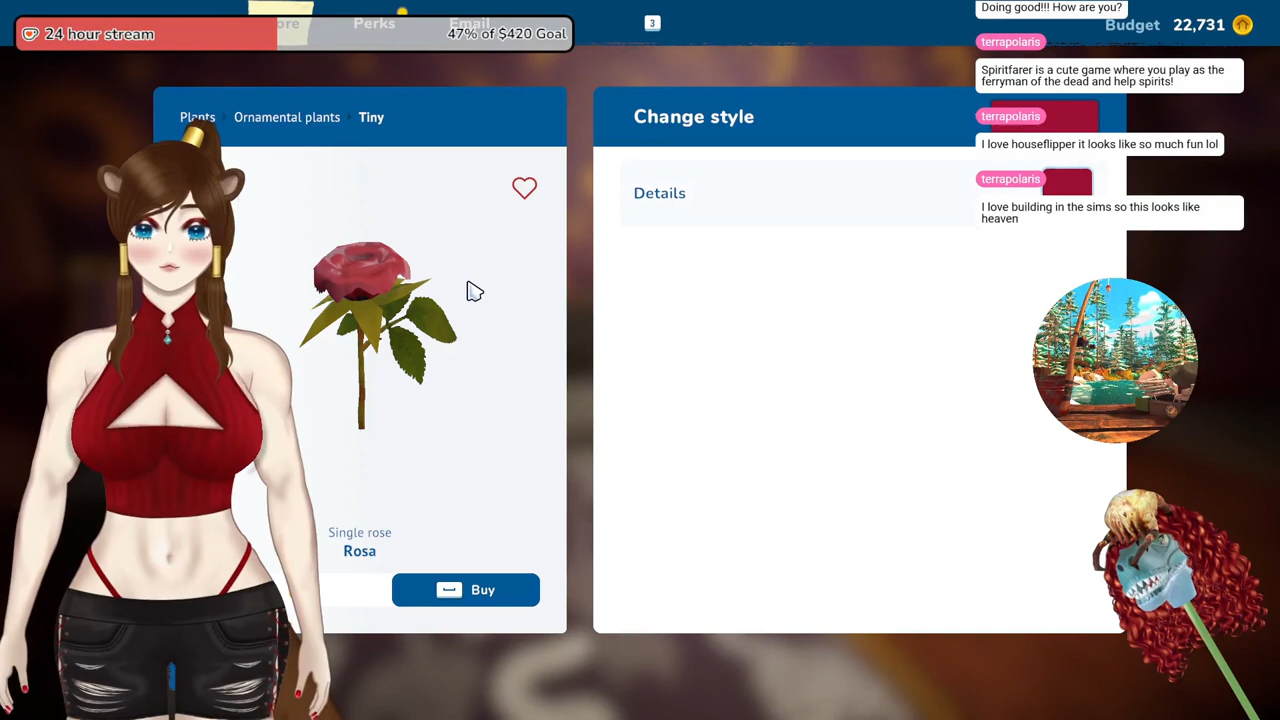 24 hour stream
47% of $420 Goal
Perks
Email
3
Budget 22,731
Doing good!!! How are you?
terrapolaris
Spiritfarer is a cute game where you play as the
ferryman of the dead and help spirits!
terrapolaris
I love houseflipper it looks like so much fun lol
terrapolaris
I love building in the sims so this looks like
heaven
Plants Ornamental plants Tiny
Change style
Details
Single rose
Rosa
Buy